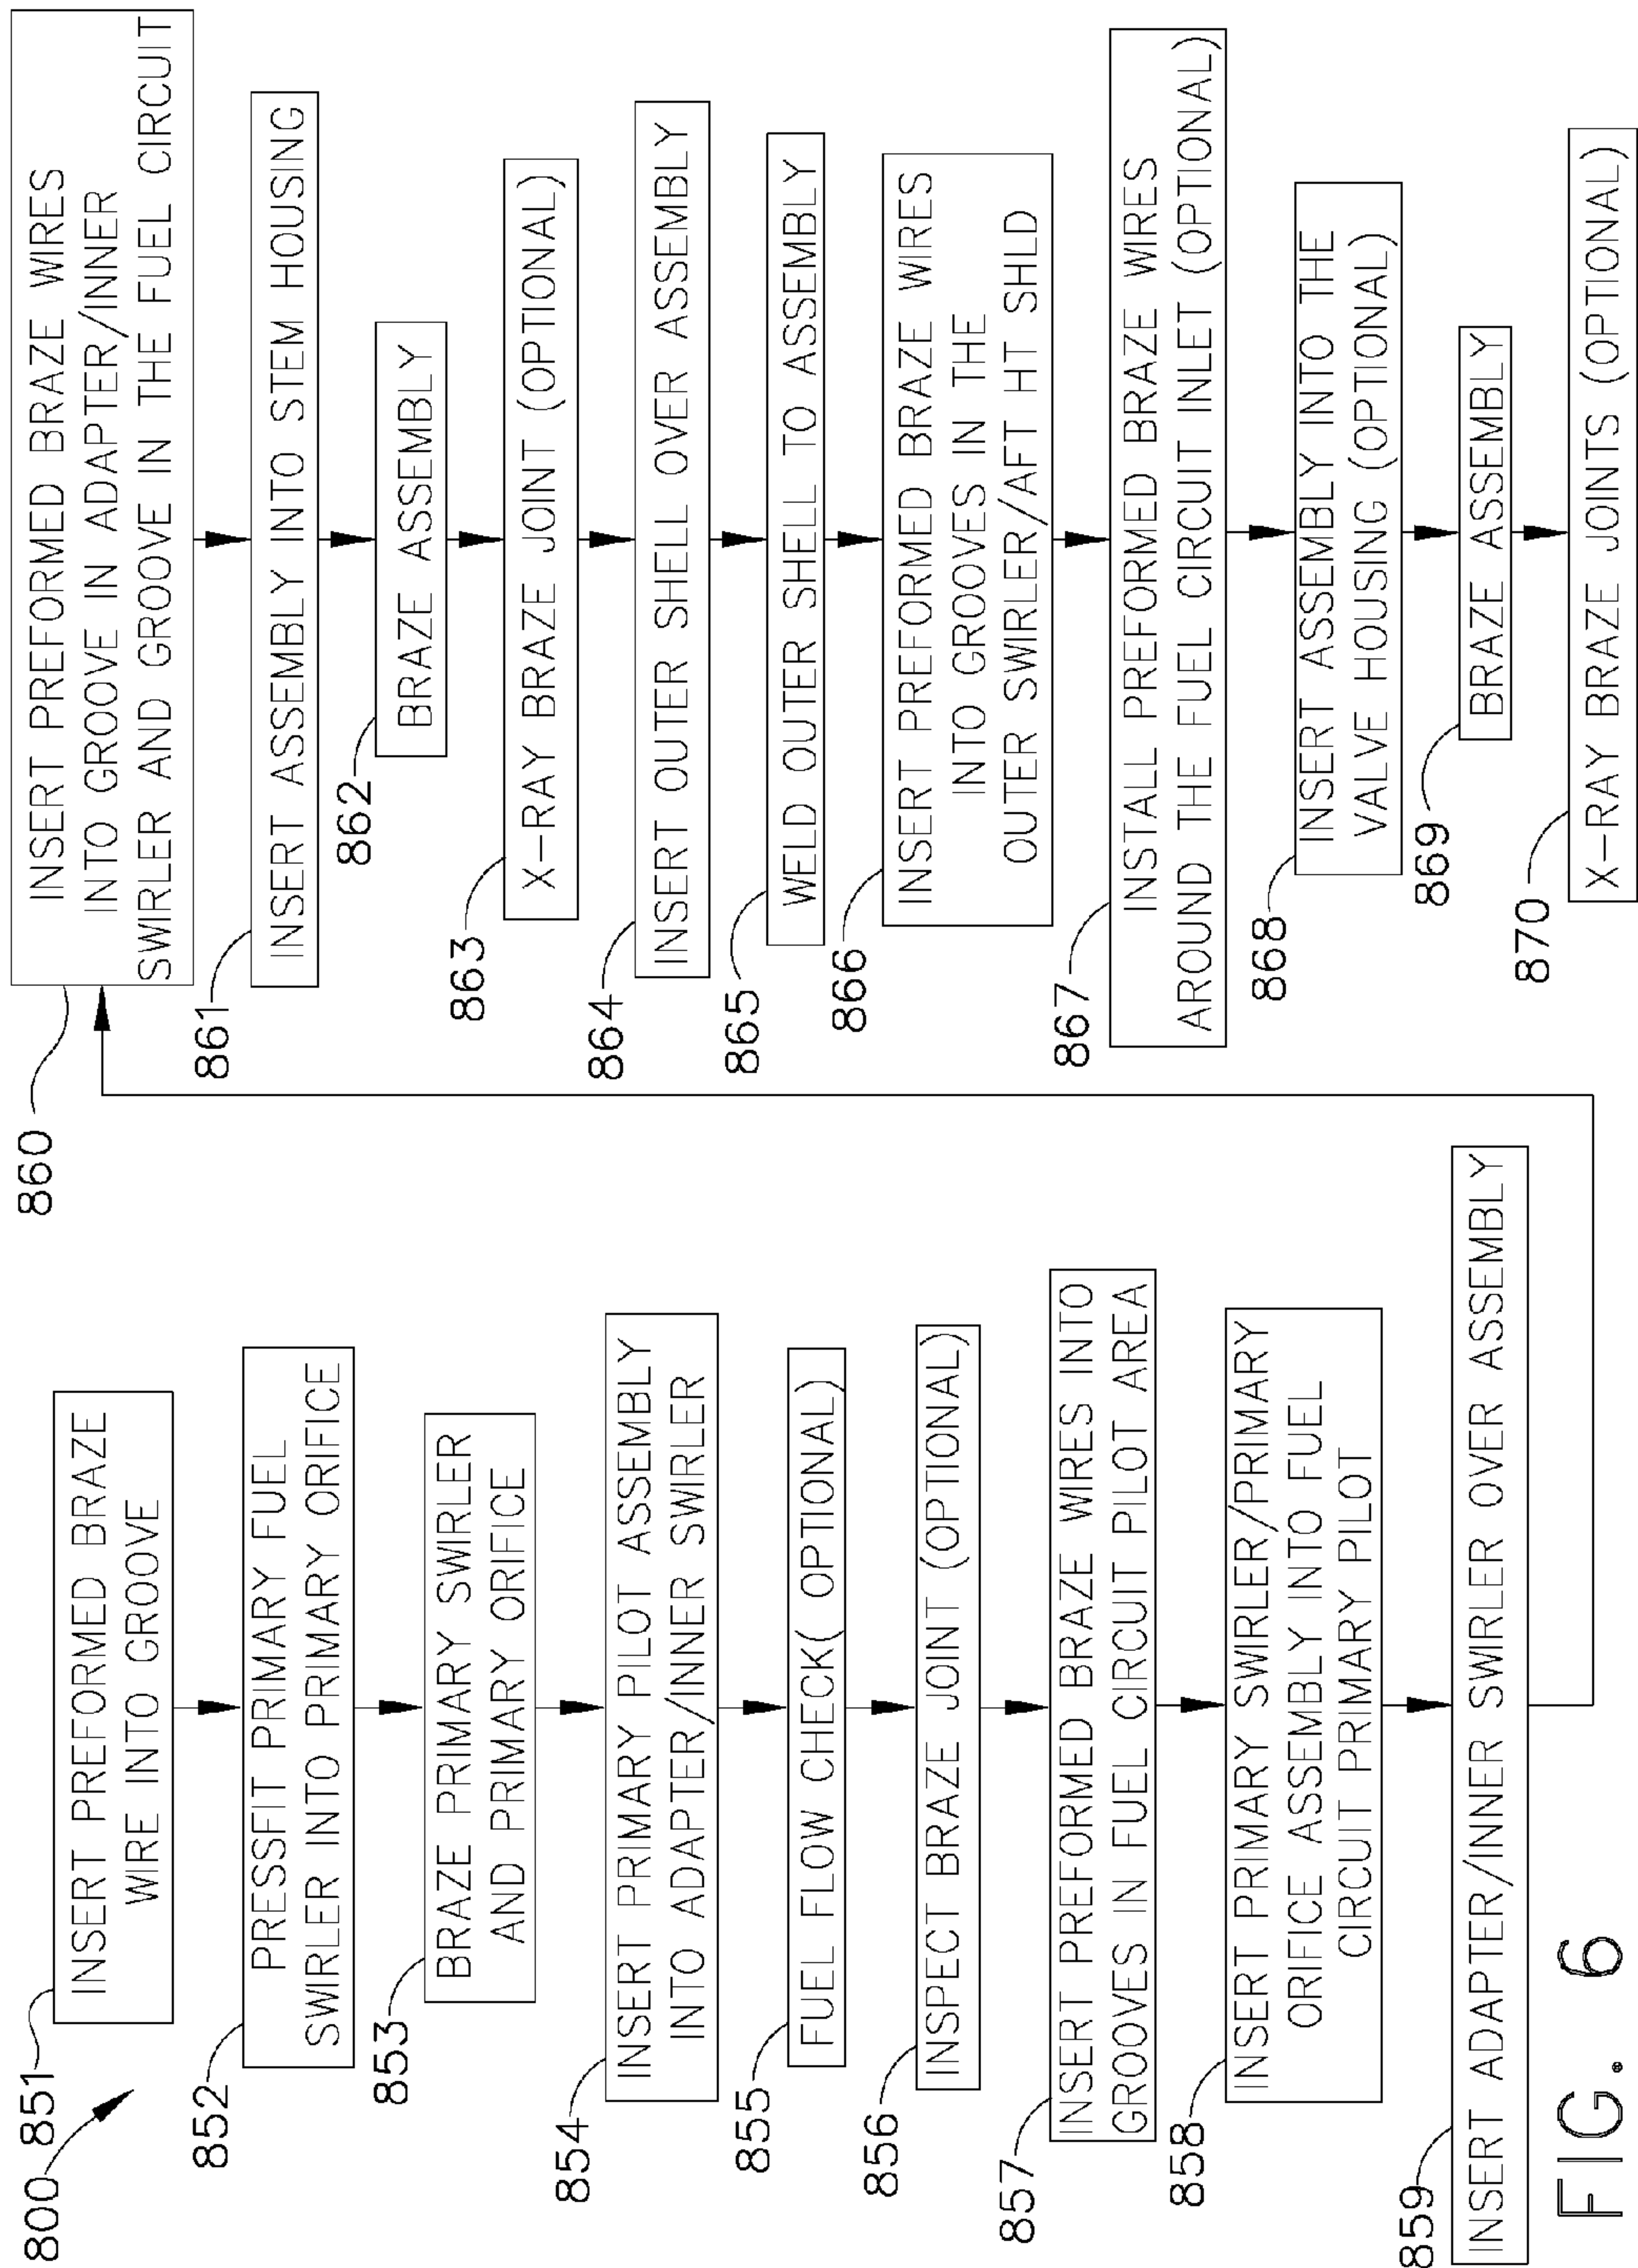 800
851
INSERT PREFORMED BRAZE
WIRE INTO GROOVE
852
PRESSFIT PRIMARY FUEL
SWIRLER INTO PRIMARY ORIFICE
853
BRAZE PRIMARY SWIRLER
AND PRIMARY ORIFICE
854
INSERT PRIMARY PILOT ASSEMBLY
INTO ADAPTER/INNER SWIRLER
855
FUEL FLOW CHECK( OPTIONAL)
856
INSPECT BRAZE JOINT (OPTIONAL)
857
INSERT PREFORMED BRAZE WIRES INTO
GROOVES IN FUEL CIRCUIT PILOT AREA
858
INSERT PRIMARY SWIRLER/PRIMARY
ORIFICE ASSEMBLY INTO FUEL
CIRCUIT PRIMARY PILOT
859
INSERT ADAPTER/INNER SWIRLER OVER ASSEMBLY
860
INSERT PREFORMED BRAZE WIRES
INTO GROOVE IN ADAPTER/INNER
SWIRLER AND GROOVE IN THE FUEL CIRCUIT
861
INSERT ASSEMBLY INTO STEM HOUSING
862
BRAZE ASSEMBLY
863
X-RAY BRAZE JOINT (OPTIONAL)
864
INSERT OUTER SHELL OVER ASSEMBLY
865
WELD OUTER SHELL TO ASSEMBLY
866
INSERT PREFORMED BRAZE WIRES
INTO GROOVES IN THE
OUTER SWIRLER/AFT HT SHLD
867
INSTALL PREFORMED BRAZE WIRES
AROUND THE FUEL CIRCUIT INLET (OPTIONAL)
868
INSERT ASSEMBLY INTO THE
VALVE HOUSING (OPTIONAL)
869
BRAZE ASSEMBLY
870
X-RAY BRAZE JOINTS (OPTIONAL)
FIG. 6